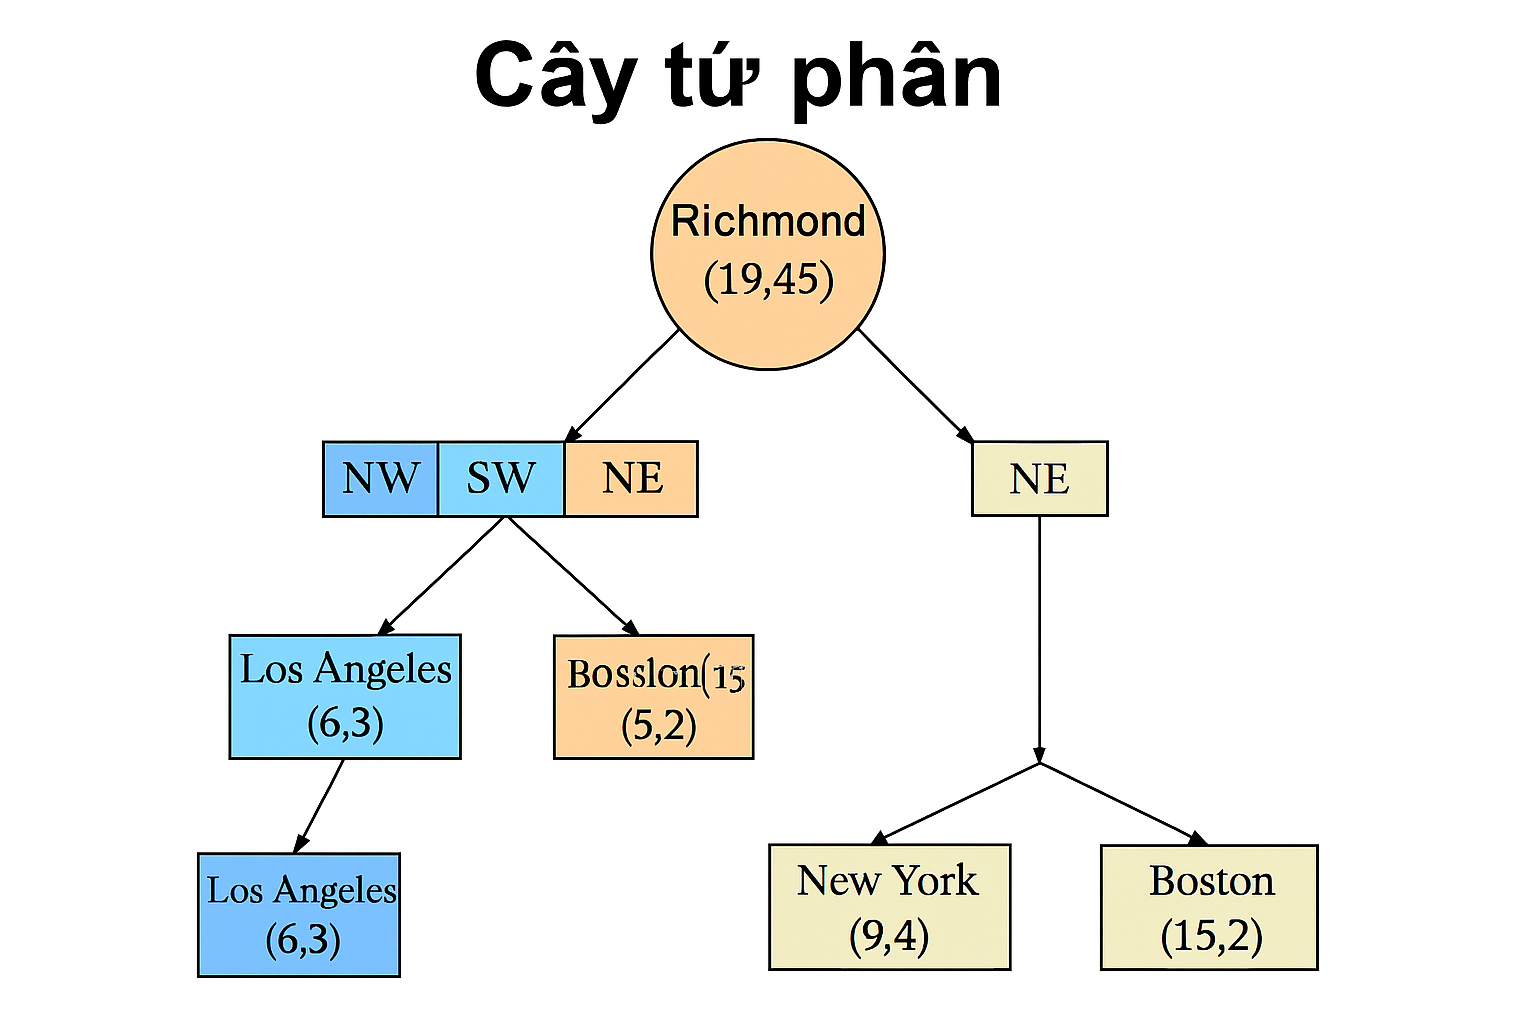 Cây tứ phân
Richmond
(19,45)
NW SW NE
NE
Los Angeles
(6,3)
Bosslon(15
(5,2)
Los Angeles
(6,3)
New York
(9,4)
Boston
(15,2)